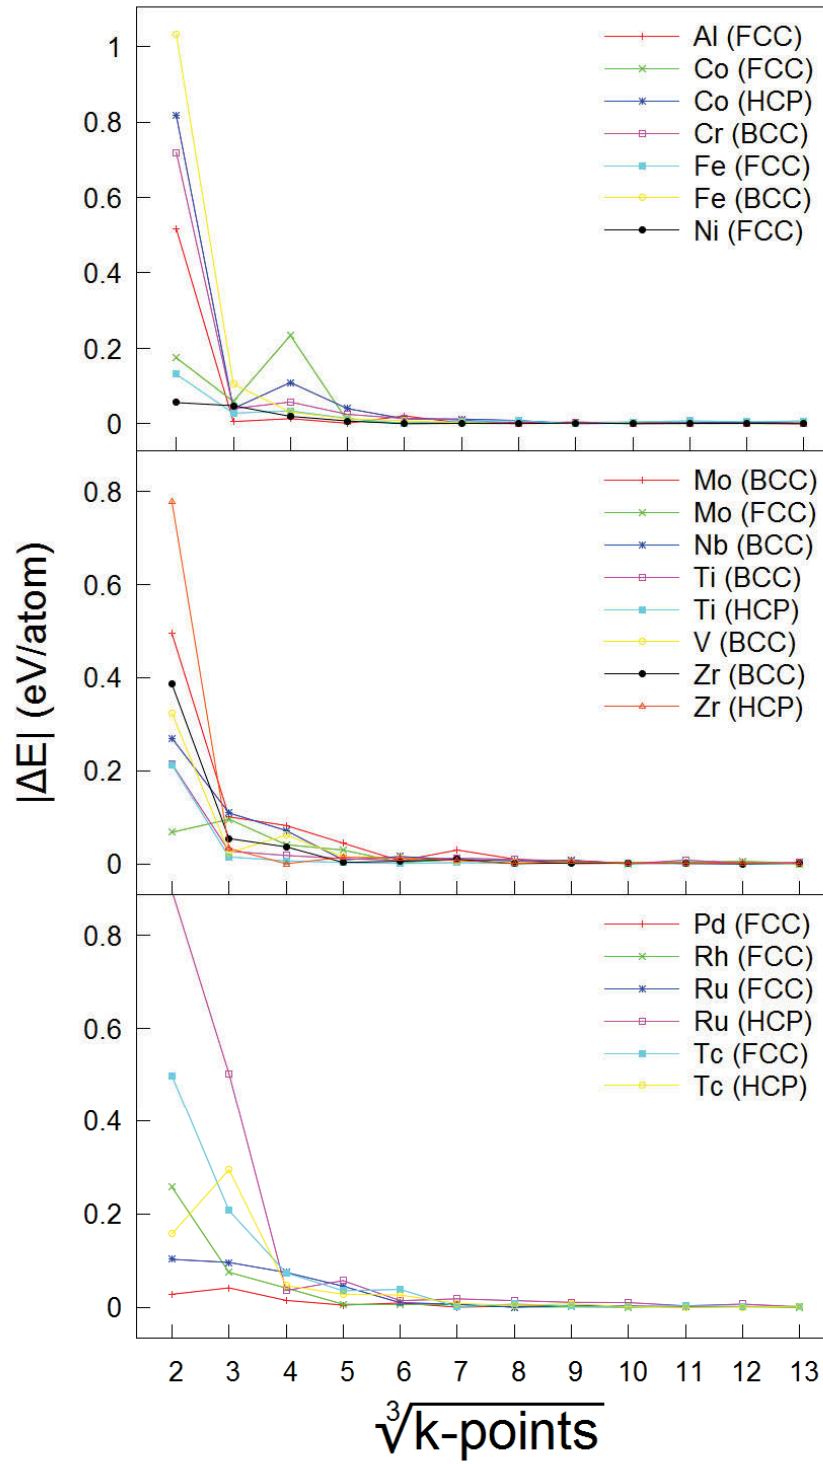 1
0.8
0.6
0.4
0.2
0
Al (FCC)
Co (FCC)
Co (HCP)
Cr (BCC)
Fe (FCC)
Fe (BCC)
Ni (FCC)
|ΔE| (eV/atom)
0.8
0.6
0.4
0.2
0
Mo (BCC)
Mo (FCC)
Nb (BCC)
Ti (BCC)
Ti (HCP)
V (BCC)
Zr (BCC)
Zr (HCP)
0.8
0.6
0.4
0.2
0
Pd (FCC)
Rh (FCC)
Ru (FCC)
Ru (HCP)
Tc (FCC)
Tc (HCP)
2 3 4 5 6 7 8 9 10 11 12 13
∛k-points